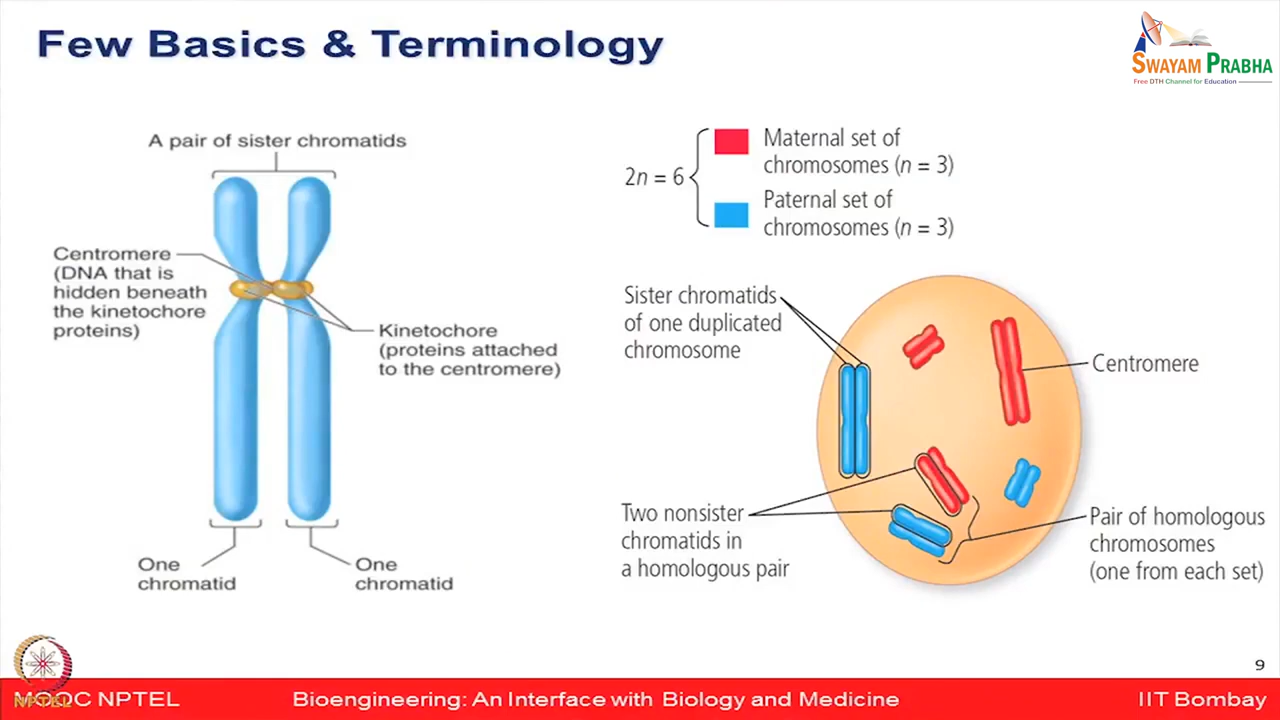 Few Basics & Terminology
SWAYAM PRABHA
Free DTH Channel for Education
A pair of sister chromatids
Centromere
(DNA that is
hidden beneath
the kinetochore
proteins)
Kinetochore
(proteins attached
to the centromere)
One
chromatid
One
chromatid
2n = 6
Maternal set of
chromosomes (n = 3)
Paternal set of
chromosomes (n = 3)
Sister chromatids
of one duplicated
chromosome
Centromere
Two nonsister
chromatids in
a homologous pair
Pair of homologous
chromosomes
(one from each set)
9
MOOC NPTEL
NPTEL
Bioengineering: An Interface with Biology and Medicine
IIT Bombay